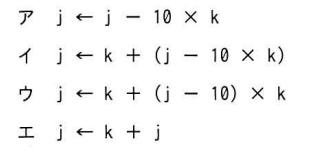 ア j ← j − 10 × k
イ j ← k + (j − 10 × k)
ウ j ← k + (j − 10) × k
エ j ← k + j